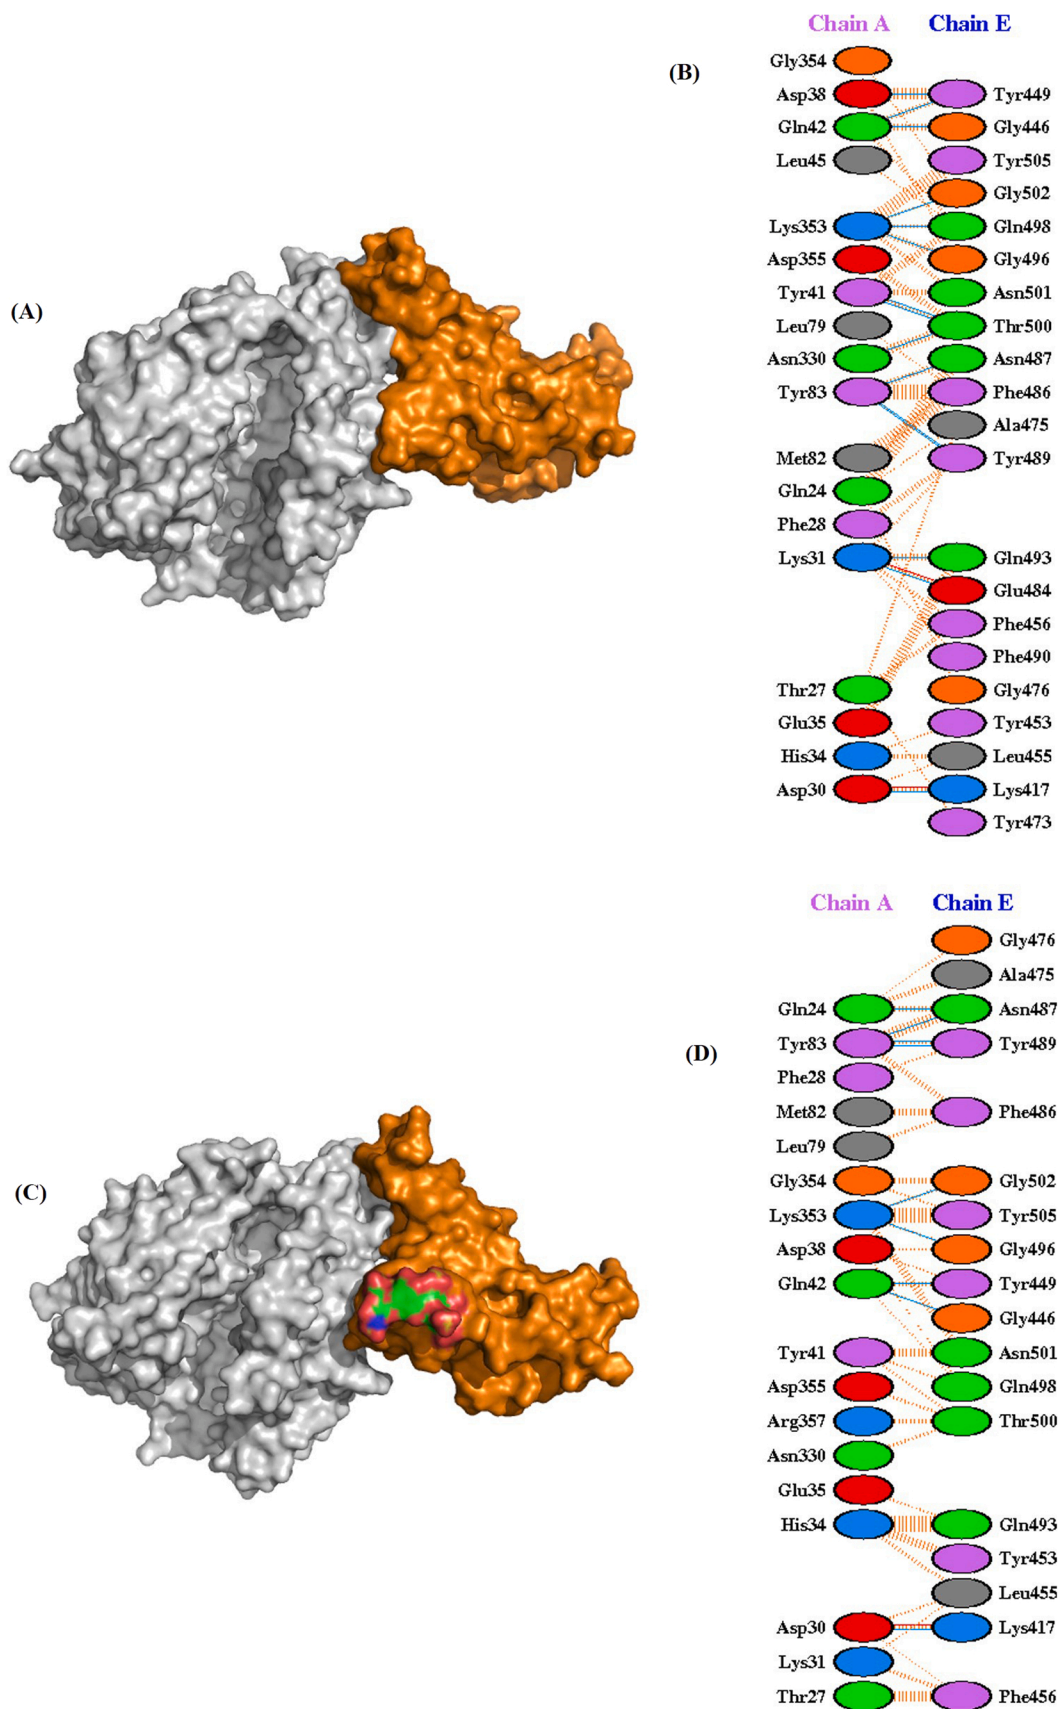 Chain A Chain E
(B)
Gly354
Asp38 Tyr449
Gln42 Gly446
Leu45 Tyr505
Gly502
Lys353 Gln498
Asp355 Gly496
(A)
Tyr41 Asn501
Leu79 Thr500
Asn330 Asn487
Tyr83 Phe486
Ala475
Met82 Tyr489
Gln24
Phe28
Lys31 Gln493
Glu484
Phe456
Phe490
Thr27 Gly476
Glu35 Tyr453
His34 Leu455
Asp30 Lys417
Tyr473
Chain A Chain E
Gly476
Ala475
Gln24 Asn487
Tyr83 Tyr489
(D)
Phe28
Met82 Phe486
Leu79
Gly354 Gly502
(C)
Lys353 Tyr505
Asp38 Gly496
Gln42 Tyr449
Gly446
Tyr41 Asn501
Asp355 Gln498
Arg357 Thr500
Asn330
Glu35
His34 Gln493
Tyr453
Leu455
Asp30 Lys417
Lys31
Thr27 Phe456